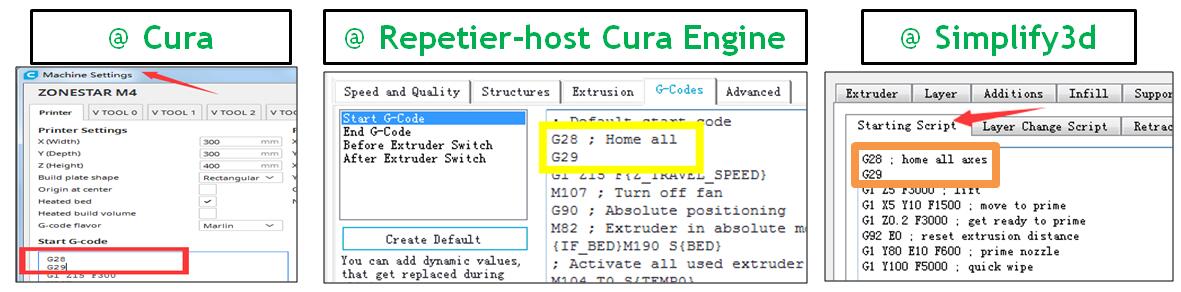 @ Cura
Machine Settings
ZONESTAR M4
Printer V TOOL 0 V TOOL 1 V TOOL 2 V TOO
Printer Settings
X (Width) 300 mm
Y (Depth) 300 mm
Z (Height) 400 mm
Build plate shape Rectangular
Origin at center
Heated bed
Heated build volume
G-code flavor Marlin
Start G-code
G28
G29
G1 Z15 F300
@ Repetier-host Cura Engine
Speed and Quality Structures Extrusion G-Codes Advanced
Start G-Code
End G-Code
Before Extruder Switch
After Extruder Switch
Create Default
You can add dynamic values,
that get replaced during
; Default start code
G28 ; Home all
G29
G1 Z15 F{Z_TRAVEL_SPEED}
M107 ; Turn off fan
G90 ; Absolute positioning
M82 ; Extruder in absolute mo
{IF_BED}M190 S{BED}
; Activate all used extruder
M104 T0 S{TEMP0}
@ Simplify3d
Extruder Layer Additions Infill Suppor
Starting Script Layer Change Script Retrac
G28 ; home all axes
G29
G1 Z5 F3000 ; lift
G1 X5 Y10 F1500 ; move to prime
G1 Z0.2 F3000 ; get ready to prime
G92 E0 ; reset extrusion distance
G1 Y80 E10 F600 ; prime nozzle
G1 Y100 F5000 ; quick wipe